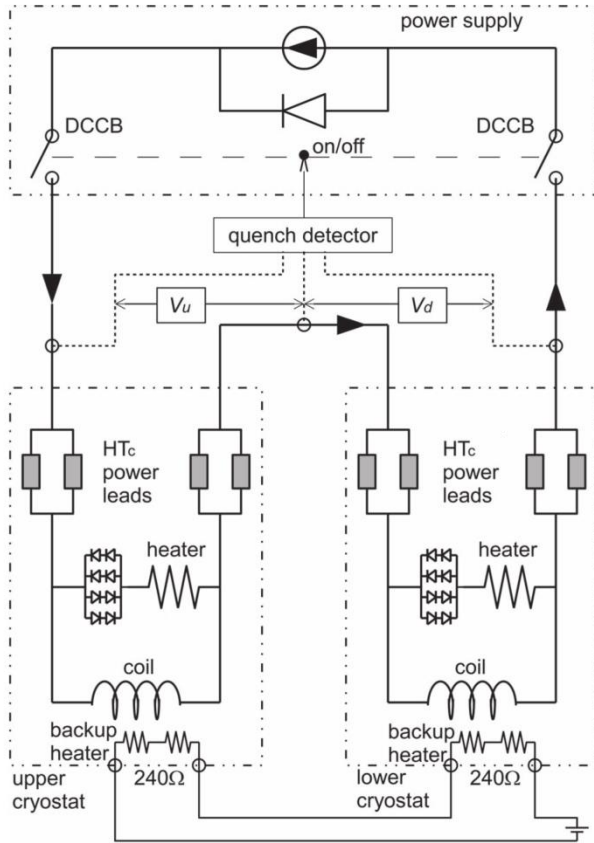 power supply
DCCB
DCCB
on/off
quench detector
Vu
Vd
HTc
power
leads
HTc
power
leads
heater
heater
coil
coil
backup
heater
backup
heater
upper
cryostat
240Ω
lower
cryostat
240Ω